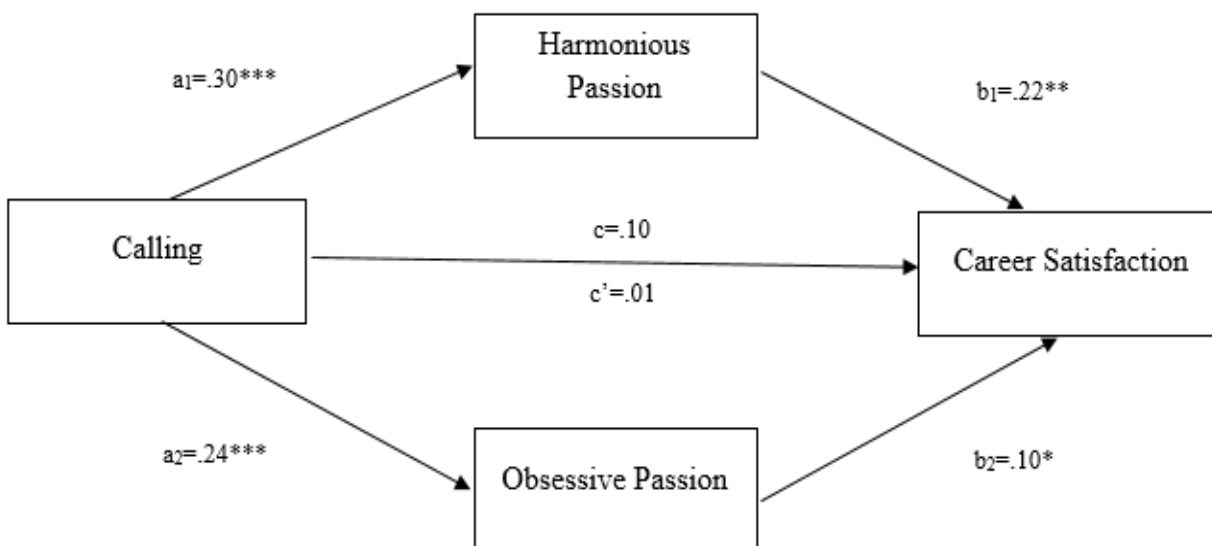 Harmonious
Passion
a₁=.30***
b₁=.22**
Calling
c=.10
c’=.01
Career Satisfaction
a₂=.24***
Obsessive Passion
b₂=.10*